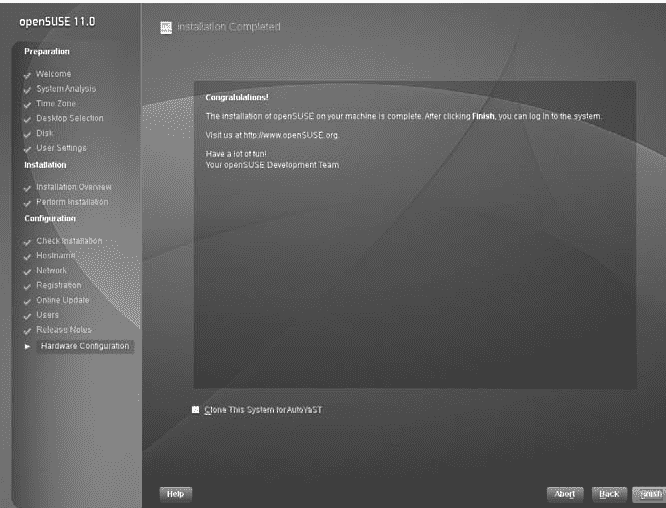 openSUSE 11.0
Preparation
Welcome
System Analysis
Time Zone
Desktop Selection
Disk
User Settings
Installation
Installation Overview
Perform Installation
Configuration
Check Installation
Hostname
Network
Registration
Online Update
Users
Release Notes
Hardware Configuration
Installation Completed
Congratulations!
The installation of openSUSE on your machine is complete. After clicking Finish, you can log in to the system.
Visit us at http://www.openSUSE.org.
Have a lot of fun!
Your openSUSE Development Team
Clone This System for AutoYaST
Help
Abort
Back
Finish